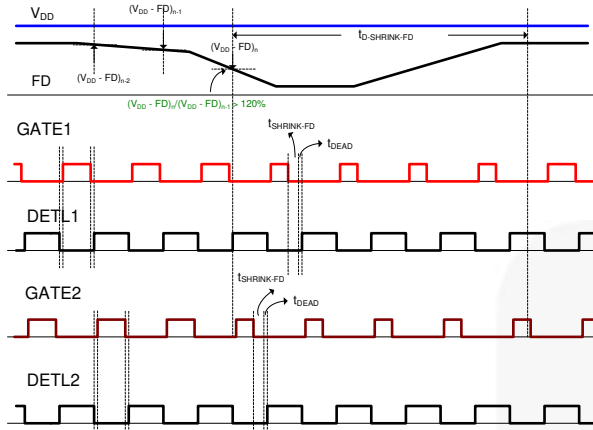 (VDD - FD)n-1
VDD
tD-SHRINK-FD
(VDD - FD)n
(VDD - FD)n-2
FD
(VDD - FD)n/(VDD - FD)n-1 > 120%
tSHRINK-FD
GATE1
tDEAD
DETL1
tSHRINK-FD
GATE2
tDEAD
DETL2